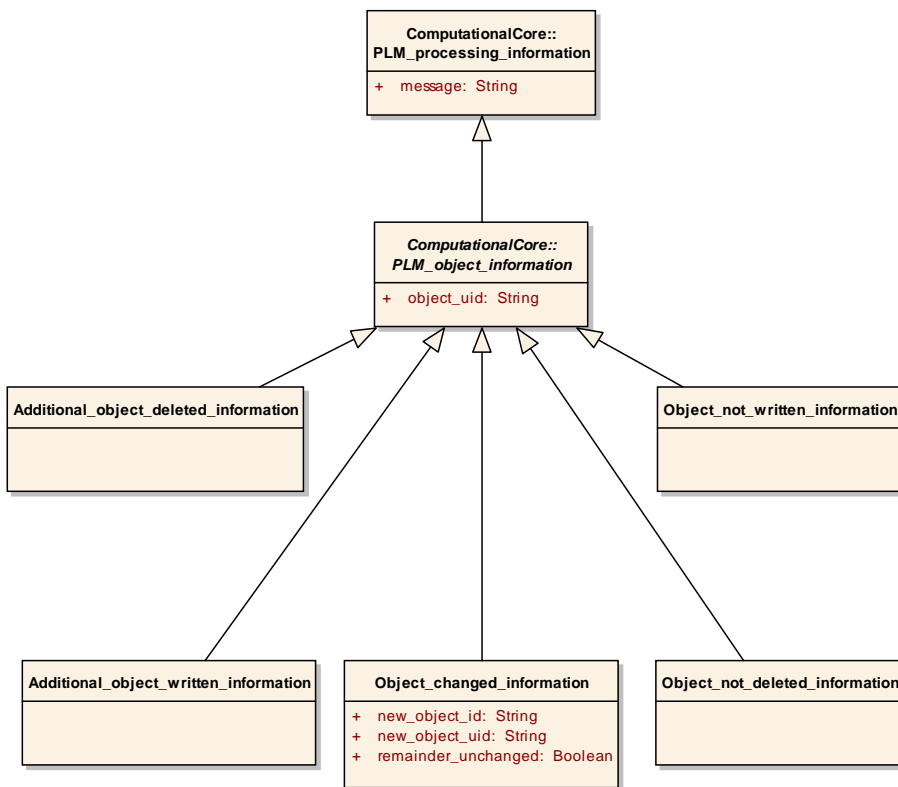 ComputationalCore::
PLM_processing_information
+ message: String
ComputationalCore::
PLM_object_information
+ object_uid: String
Additional_object_deleted_information
Object_not_written_information
Additional_object_written_information
Object_changed_information
+ new_object_id: String
+ new_object_uid: String
+ remainder_unchanged: Boolean
Object_not_deleted_information